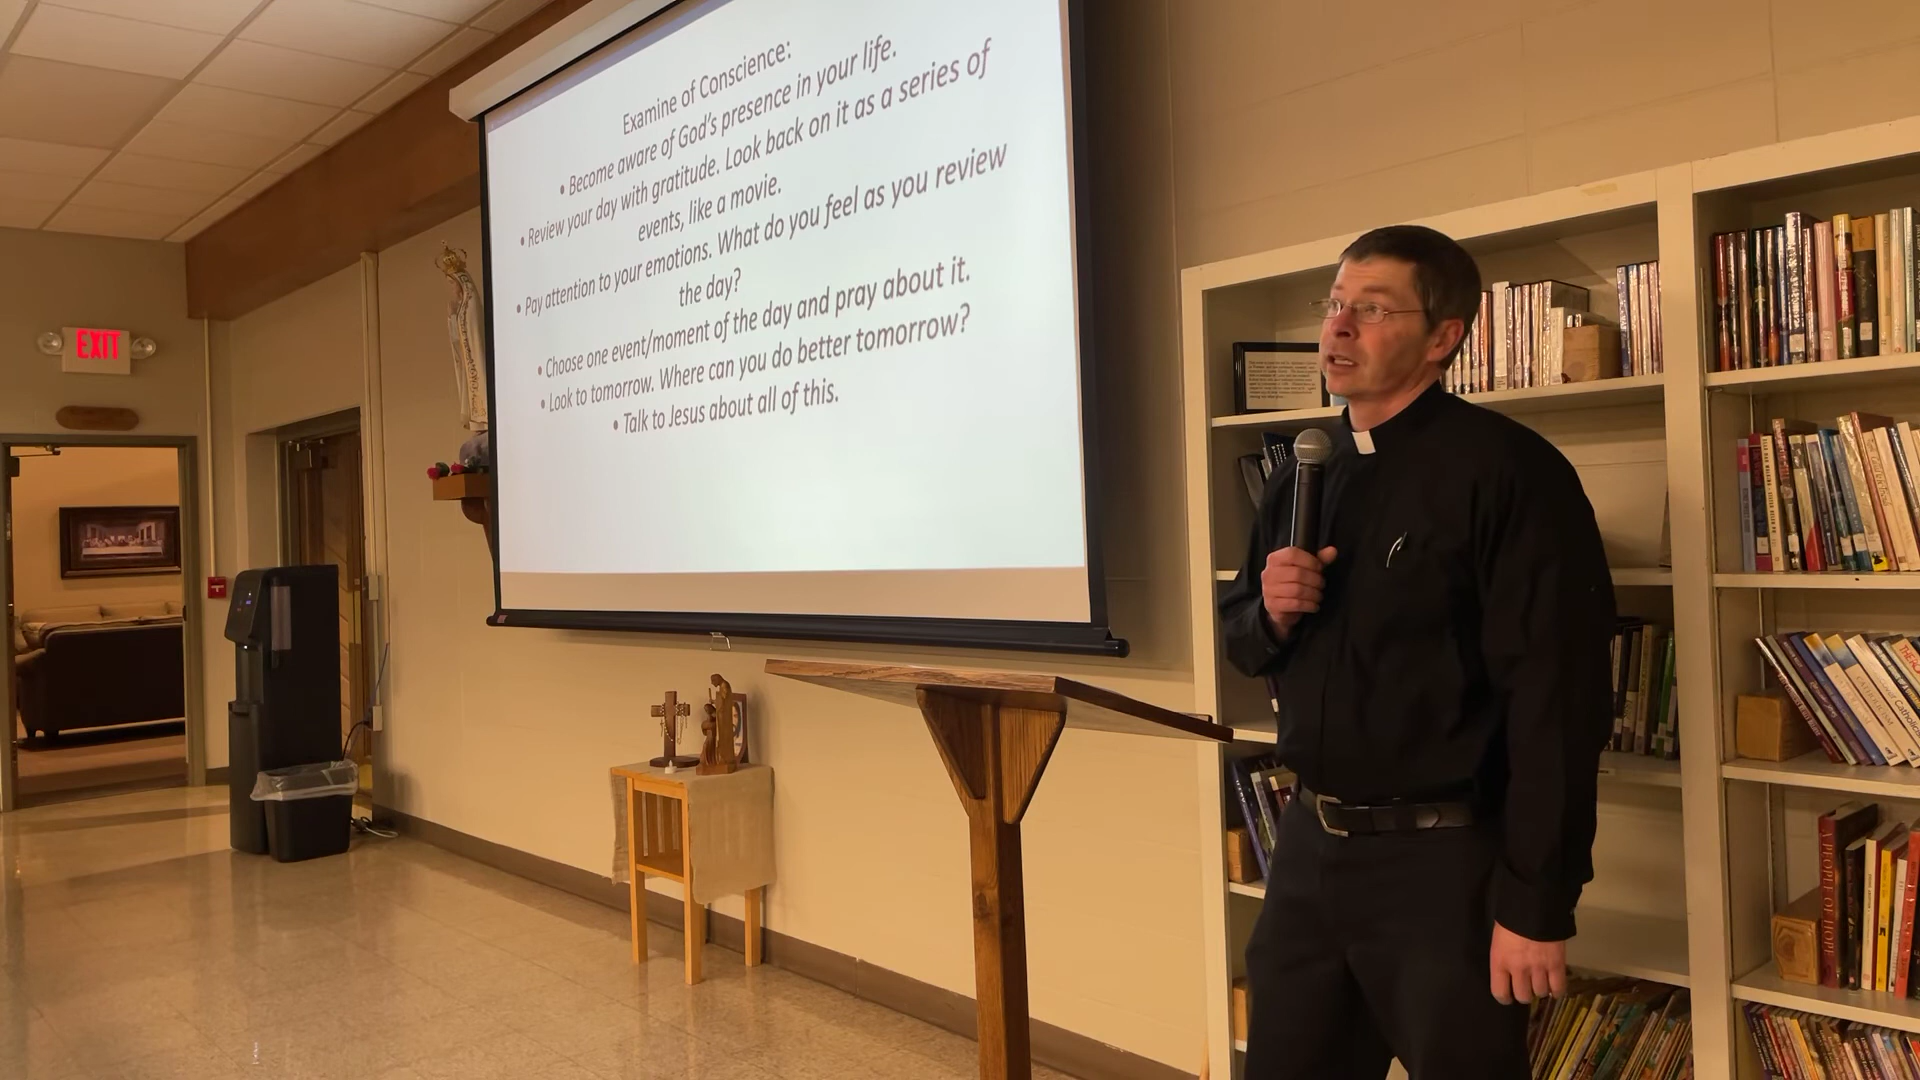 Examine of Conscience:
• Become aware of God's presence in your life.
• Review your day with gratitude. Look back on it as a series of
events, like a movie.
• Pay attention to your emotions. What do you feel as you review
the day?
• Choose one event/moment of the day and pray about it.
• Look to tomorrow. Where can you do better tomorrow?
• Talk to Jesus about all of this.
EXIT
A PEOPLE OF HOPE